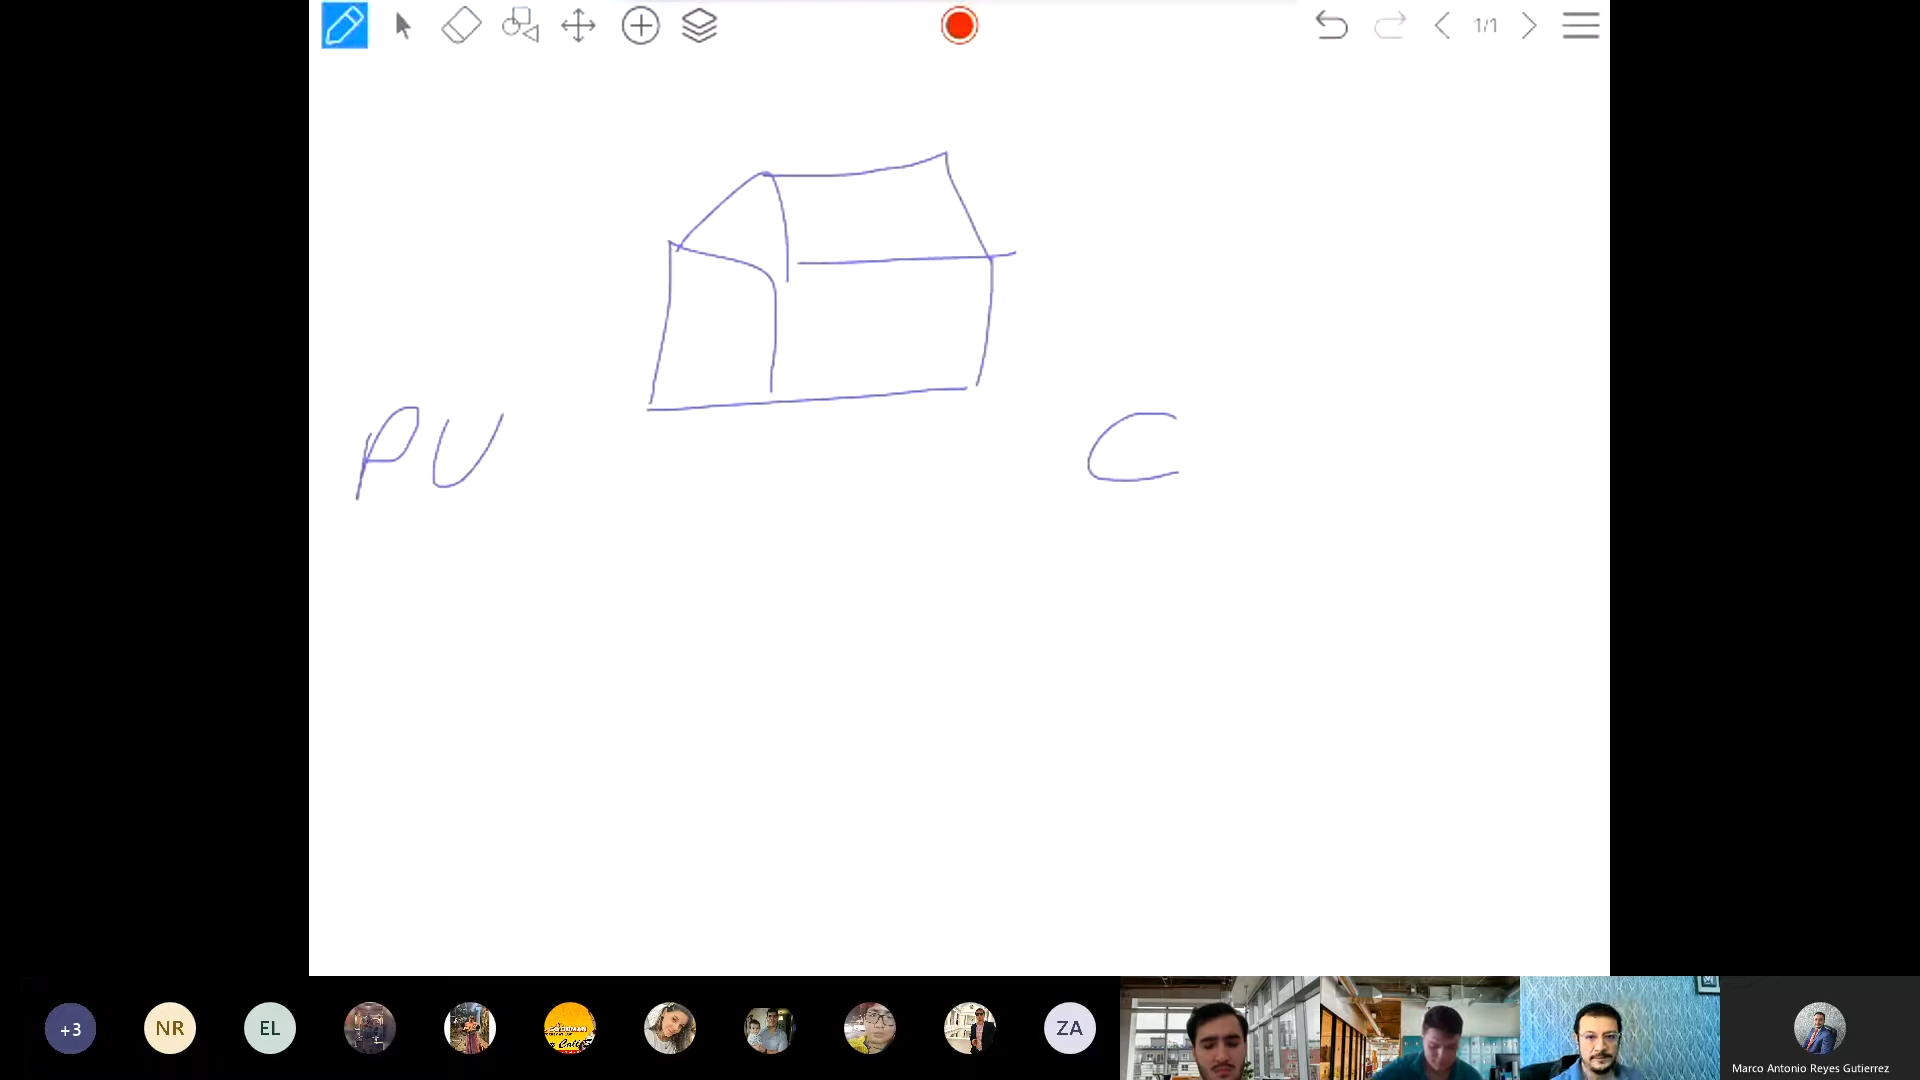 1/1
PU
C
+3
NR
EL
ZA
Marco Antonio Reyes Gutierrez